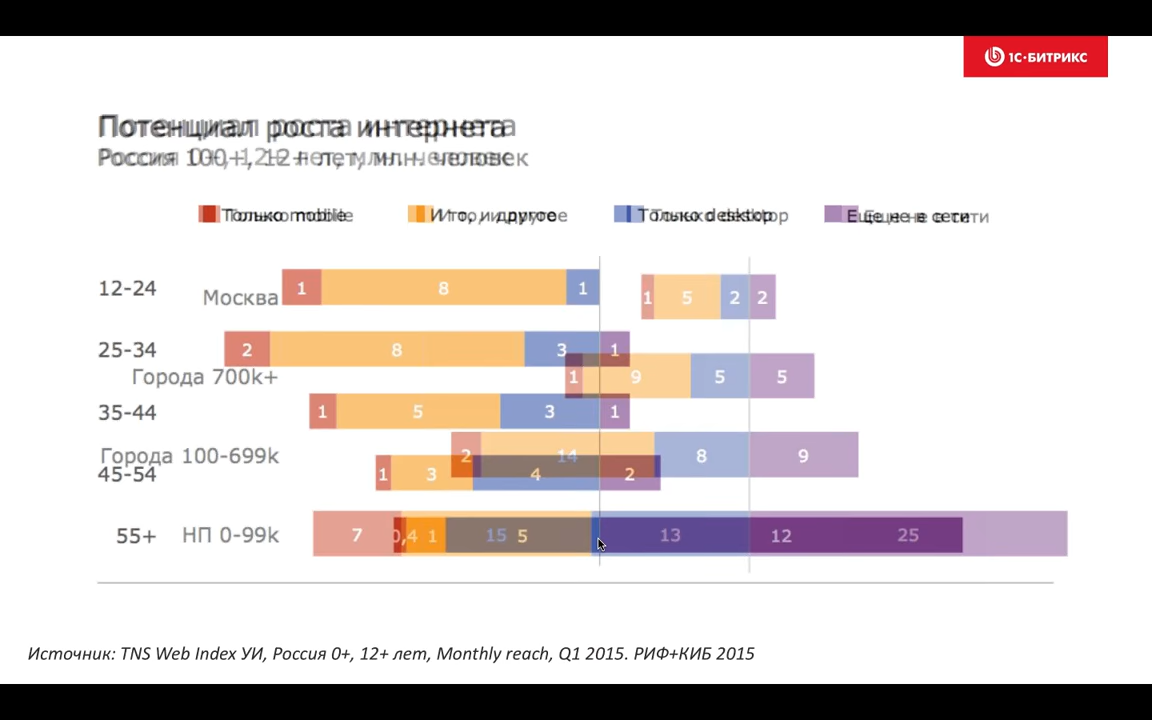 1С·БИТРИКС
Потенциал роста интернета
Россия 100+, 12+ лет, млн. человек
Только mobile И то, и другое Только desktop Еще не в сети
12-24 1 8 1
Москва 1 5 2 2
25-34 2 8 3 1
Города 700k+ 1 9 5 5
35-44 1 5 3 1
Города 100-699k 2 14 8 9
45-54 1 3 4 2
55+ 0,4 1 5 12
НП 0-99k 7 15 13 25
Источник: TNS Web Index УИ, Россия 0+, 12+ лет, Monthly reach, Q1 2015. РИФ+КИБ 2015